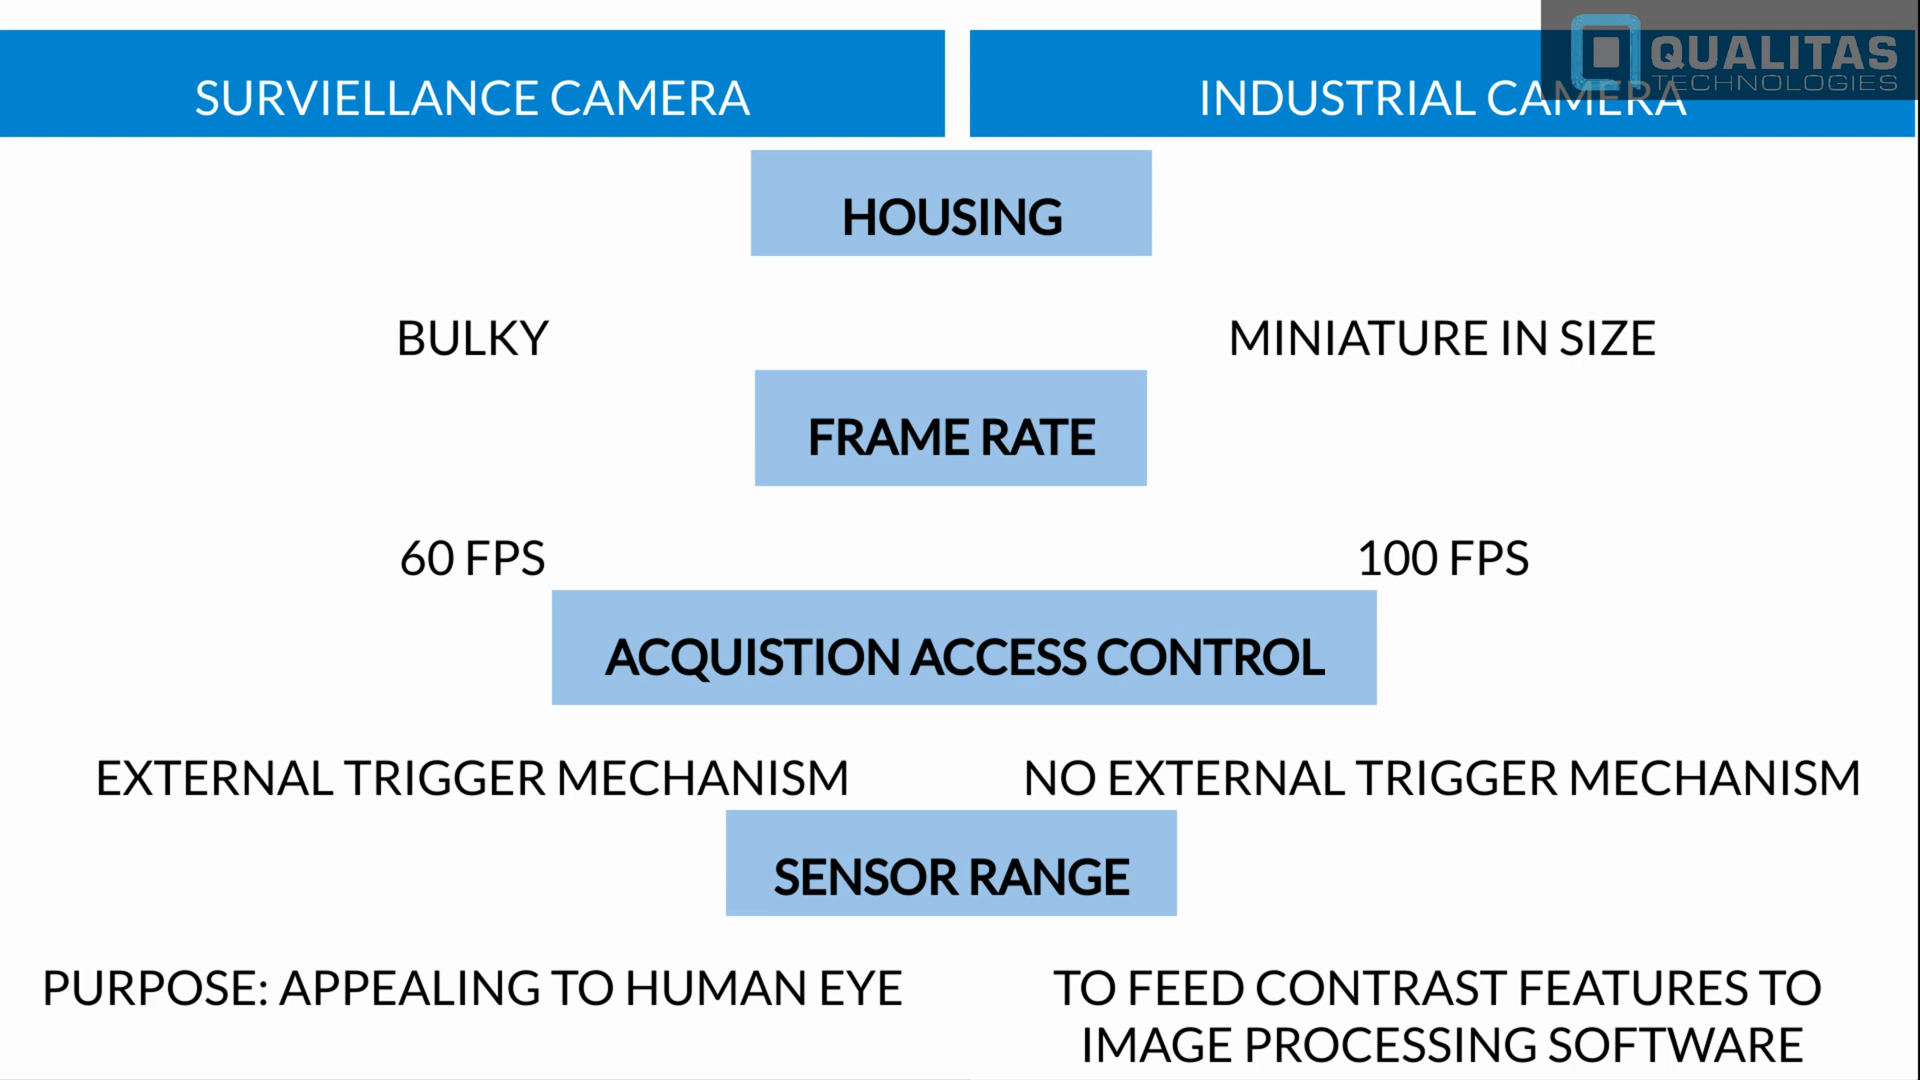 QUALITAS
TECHNOLOGIES
SURVIELLANCE CAMERA
INDUSTRIAL CAMERA
HOUSING
BULKY
MINIATURE IN SIZE
FRAME RATE
60 FPS
100 FPS
ACQUISTION ACCESS CONTROL
EXTERNAL TRIGGER MECHANISM
NO EXTERNAL TRIGGER MECHANISM
SENSOR RANGE
PURPOSE: APPEALING TO HUMAN EYE
TO FEED CONTRAST FEATURES TO
IMAGE PROCESSING SOFTWARE